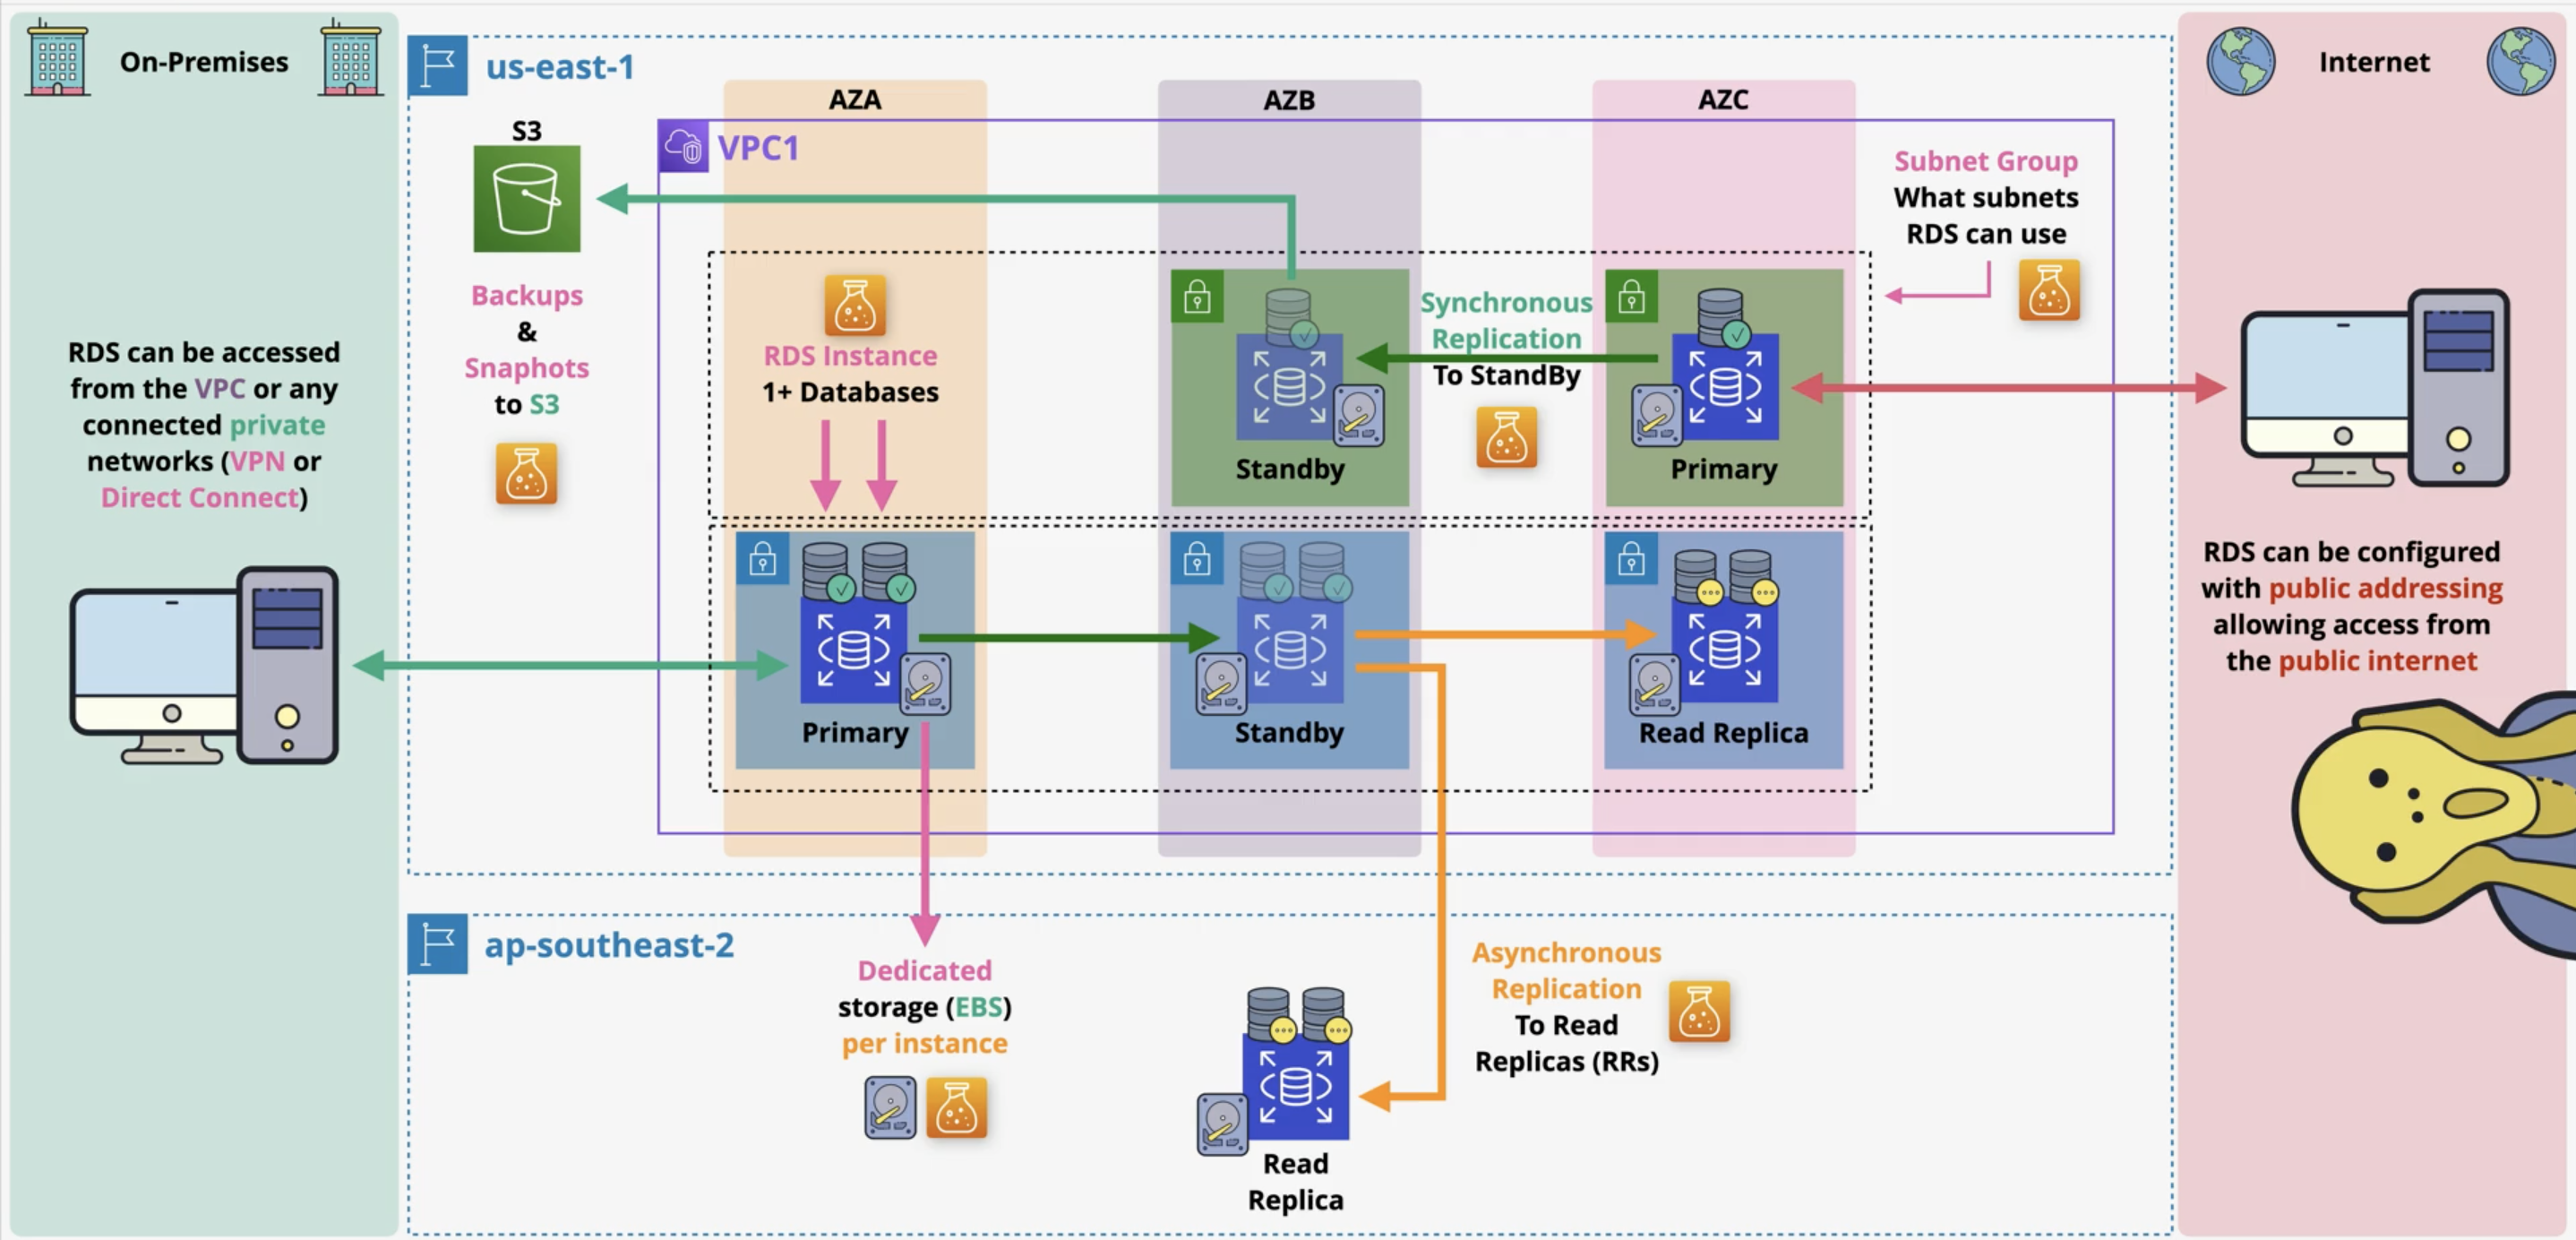 On-Premises
RDS can be accessed
from the VPC or any
connected private
networks (VPN or
Direct Connect)
us-east-1
S3
Backups
&
Snaphots
to S3
AZA
AZB
AZC
VPC1
RDS Instance
1+ Databases
Synchronous
Replication
To StandBy
Standby
Primary
Subnet Group
What subnets
RDS can use
Primary
Standby
Read Replica
ap-southeast-2
Dedicated
storage (EBS)
per instance
Read
Replica
Asynchronous
Replication
To Read
Replicas (RRs)
Internet
RDS can be configured
with public addressing
allowing access from
the public internet